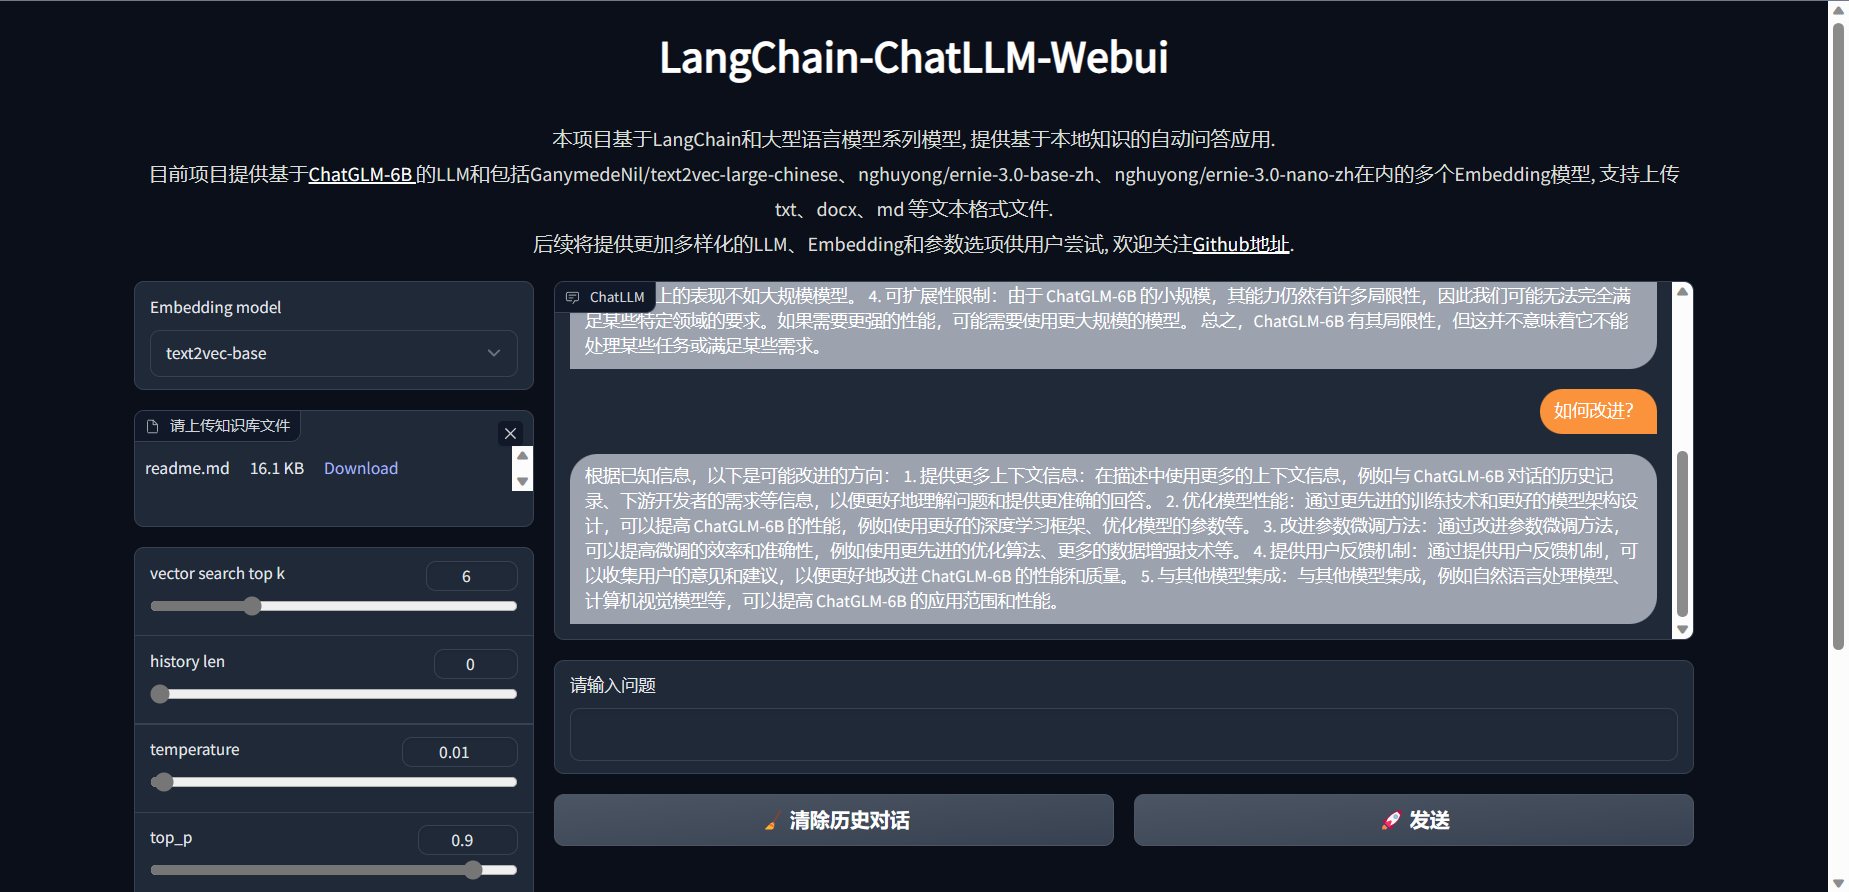 LangChain-ChatLLM-Webui
本项目基于LangChain和大型语言模型系列模型, 提供基于本地知识的自动问答应用.
目前项目提供基于ChatGLM-6B 的LLM和包括GanymedeNil/text2vec-large-chinese、nghuyong/ernie-3.0-base-zh、nghuyong/ernie-3.0-nano-zh在内的多个Embedding模型, 支持上传
txt、docx、md 等文本格式文件.
后续将提供更加多样化的LLM、Embedding和参数选项供用户尝试, 欢迎关注Github地址.
Embedding model
text2vec-base
请上传知识库文件
readme.md 16.1 KB Download
vector search top k 6
history len 0
temperature 0.01
top_p 0.9
ChatLLM
上的表现不如大规模模型。 4. 可扩展性限制：由于 ChatGLM-6B 的小规模，其能力仍然有许多局限性，因此我们可能无法完全满
足某些特定领域的要求。如果需要更强的性能，可能需要使用更大规模的模型。 总之，ChatGLM-6B 有其局限性，但这并不意味着它不能
处理某些任务或满足某些需求。
如何改进？
根据已知信息，以下是可能改进的方向： 1. 提供更多上下文信息：在描述中使用更多的上下文信息，例如与 ChatGLM-6B 对话的历史记
录、下游开发者的需求等信息，以便更好地理解问题和提供更准确的回答。 2. 优化模型性能：通过更先进的训练技术和更好的模型架构设
计，可以提高 ChatGLM-6B 的性能，例如使用更好的深度学习框架、优化模型的参数等。 3. 改进参数微调方法：通过改进参数微调方法，
可以提高微调的效率和准确性，例如使用更先进的优化算法、更多的数据增强技术等。 4. 提供用户反馈机制：通过提供用户反馈机制，可
以收集用户的意见和建议，以便更好地改进 ChatGLM-6B 的性能和质量。 5. 与其他模型集成：与其他模型集成，例如自然语言处理模型、
计算机视觉模型等，可以提高 ChatGLM-6B 的应用范围和性能。
请输入问题
清除历史对话
发送